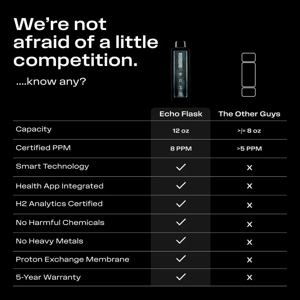 We're not
afraid of a little
competition.
....know any?
Echo Flask The Other Guys
Capacity 12 oz >/= 8 oz
Certified PPM 8 PPM >5 PPM
Smart Technology ✓ X
Health App Integrated ✓ X
H2 Analytics Certified ✓ X
No Harmful Chemicals ✓ X
No Heavy Metals ✓ X
Proton Exchange Membrane ✓ X
5-Year Warranty ✓ X